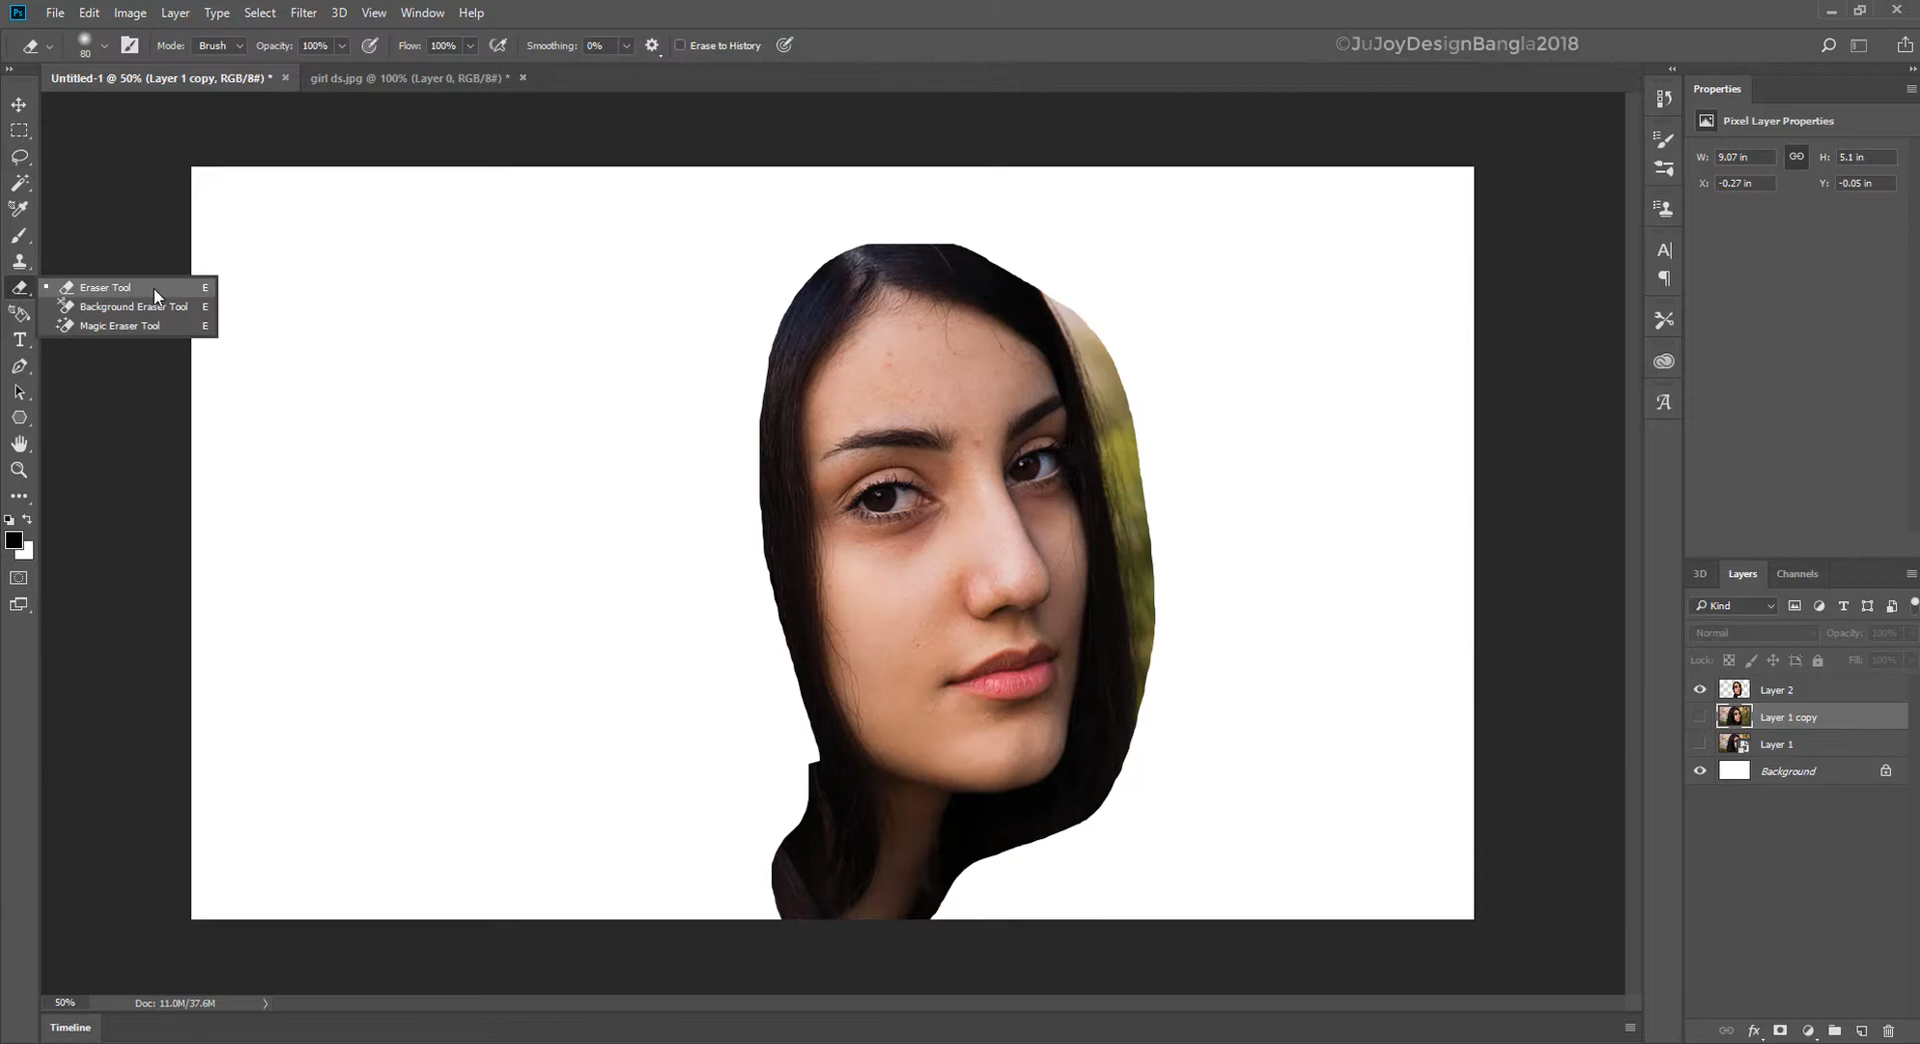 Ps File Edit Image Layer Type Select Filter 3D View Window Help
80 Mode: Brush Opacity: 100% Flow: 100% Smoothing: 0% Erase to History ©JuJoyDesignBangla2018
Untitled-1 @ 50% (Layer 1 copy, RGB/8#) * × girl ds.jpg @ 100% (Layer 0, RGB/8#) * ×
Properties
Pixel Layer Properties
W: 9.07 in H: 5.1 in
X: -0.27 in Y: -0.05 in
Eraser Tool E
Background Eraser Tool E
Magic Eraser Tool E
3D Layers Channels
Kind
Normal Opacity: 100%
Lock: Fill: 100%
Layer 2
Layer 1 copy
Layer 1
Background
50% Doc: 11.0M/37.6M
Timeline